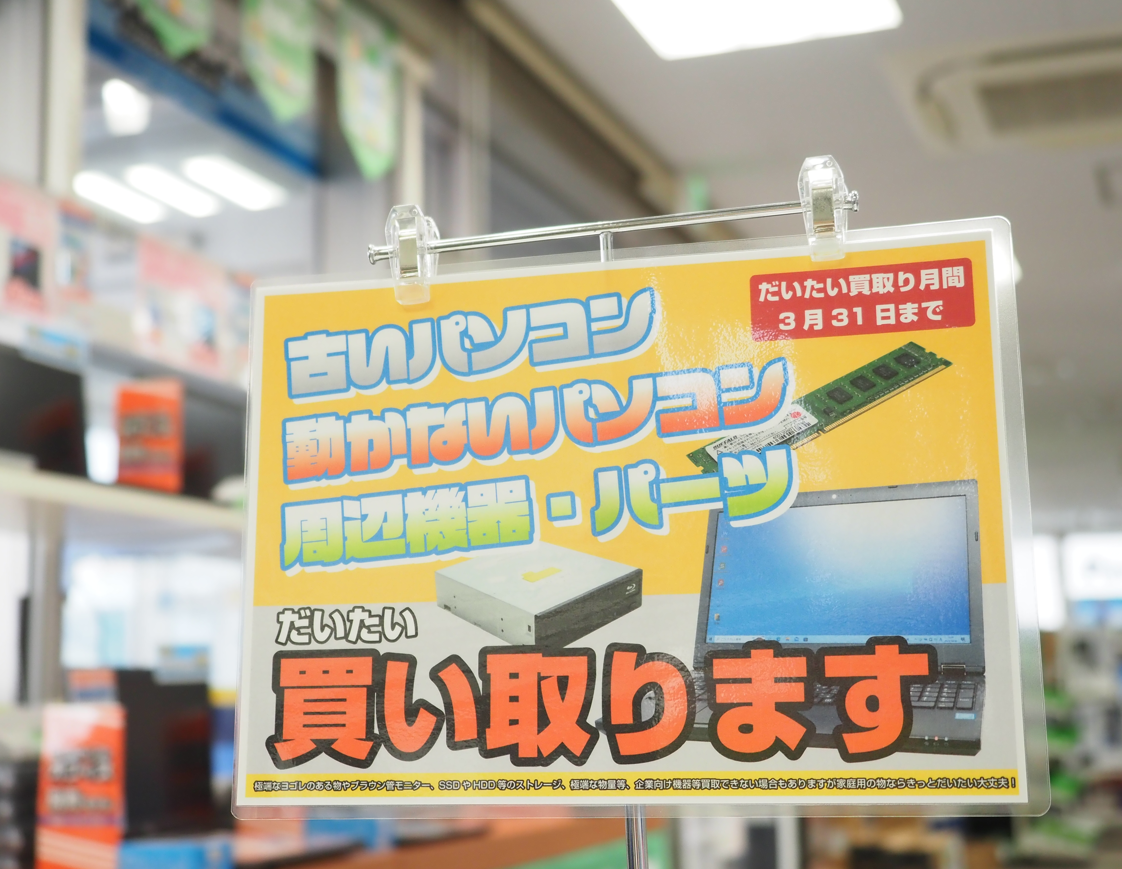 だいたい買取り月間
3月31日まで
古いパソコン
動かないパソコン
周辺機器・パーツ
BUFFALO
だいたい
買い取ります
極端なヨゴレのある物やブラウン管モニター、SSDやHDD等のストレージ、極端な物量等、企業向け機器等買取できない場合もありますが家庭用の物ならきっとだいたい大丈夫！